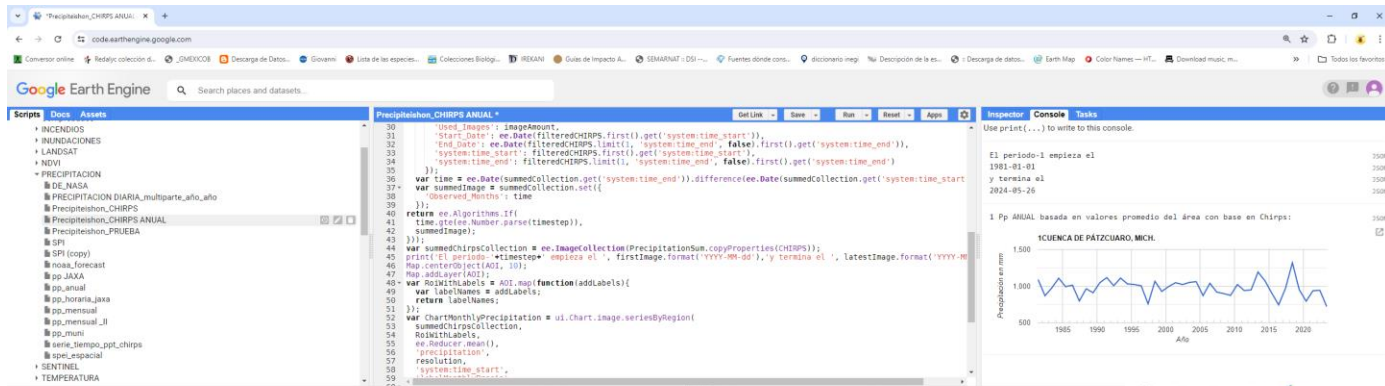 *Precipiteishon_CHIRPS ANUAL
code.earthengine.google.com
Conversor online
Redalyc colección d...
_GMEXICO8
Descarga de Datos...
Giovanni
Lista de las especies...
Colecciones Biológi...
IREKANI
Guías de Impacto A...
SEMARNAT :: DSI --...
Fuentes dónde cons...
diccionario inegi
Descripción de la es...
:: Descarga de datos...
Earth Map
Color Names — HT...
Download music, m...
Todos los favoritos
Google Earth Engine
Search places and datasets...
Scripts Docs Assets
INCENDIOS
INUNDACIONES
LANDSAT
NDVI
PRECIPITACION
DE_NASA
PRECIPITACION DIARIA_multiparte_año_año
Precipiteishon_CHIRPS
Precipiteishon_CHIRPS ANUAL
Precipiteishon_PRUEBA
SPI
SPI (copy)
noaa_forecast
pp JAXA
pp_anual
pp_horaria_jaxa
pp_mensual
pp_mensual _II
pp_muni
serie_tiempo_ppt_chirps
spei_espacial
SENTINEL
TEMPERATURA
Precipiteishon_CHIRPS ANUAL *
Get Link Save Run Reset Apps
30 'Used_Images': imageAmount,
31 'Start_Date': ee.Date(filteredCHIRPS.first().get('system:time_start')),
32 'End_Date': ee.Date(filteredCHIRPS.limit(1, 'system:time_end', false).first().get('system:time_end')),
33 'system:time_start': filteredCHIRPS.first().get('system:time_start'),
34 'system:time_end': filteredCHIRPS.limit(1, 'system:time_end', false).first().get('system:time_end')
35 });
36 var time = ee.Date(summedCollection.get('system:time_end')).difference(ee.Date(summedCollection.get('system:time_start
37 var summedImage = summedCollection.set({
38 'Observed_Months': time
39 });
40 return ee.Algorithms.If(
41 time.gte(ee.Number.parse(timestep)),
42 summedImage);
43 }));
44 var summedChirpsCollection = ee.ImageCollection(PrecipitationSum.copyProperties(CHIRPS));
45 print('El periodo-'+timestep+' empieza el ', firstImage.format('YYYY-MM-dd'),'y termina el ', latestImage.format('YYYY-M
46 Map.centerObject(AOI, 10);
47 Map.addLayer(AOI);
48 var RoiWithLabels = AOI.map(function(addLabels){
49 var labelNames = addLabels;
50 return labelNames;
51 });
52 var ChartMonthlyPrecipitation = ui.Chart.image.seriesByRegion(
53 summedChirpsCollection,
54 RoiWithLabels,
55 ee.Reducer.mean(),
56 'precipitation',
57 resolution,
58 'system:time_start',
59
Inspector Console Tasks
Use print(...) to write to this console.
El periodo-1 empieza el
1981-01-01
y termina el
2024-05-26
1 Pp ANUAL basada en valores promedio del área con base en Chirps:
1CUENCA DE PÁTZCUARO, MICH.
Precipitación en mm
1.500
1.000
500
1985 1990 1995 2000 2005 2010 2015 2020
Año